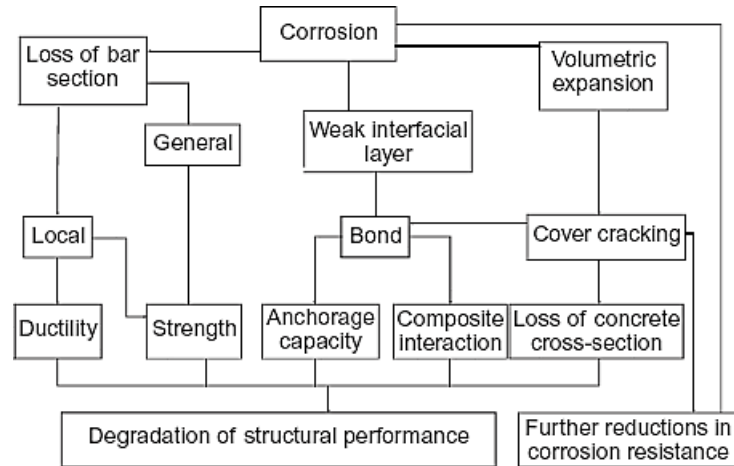 Corrosion
Loss of bar
section
Volumetric
expansion
General
Weak interfacial
layer
Local
Bond
Cover cracking
Ductility
Strength
Anchorage
capacity
Composite
interaction
Loss of concrete
cross-section
Degradation of structural performance
Further reductions in
corrosion resistance